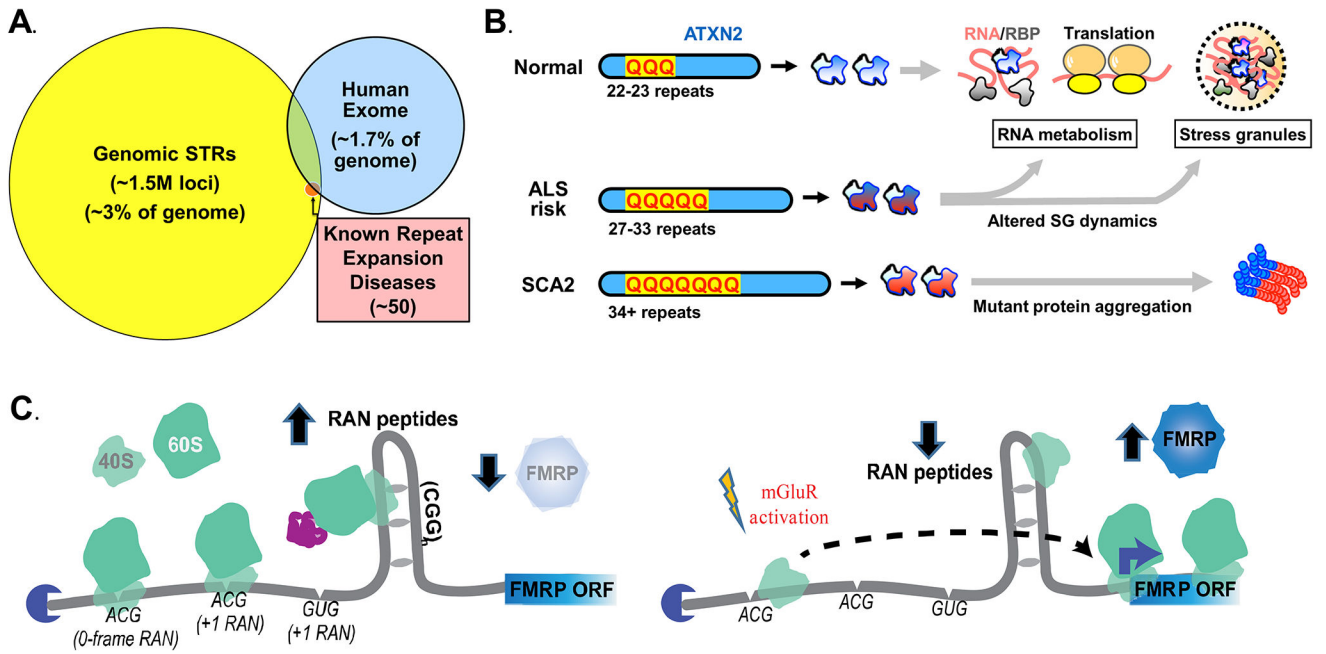 A.
Genomic STRs
(~1.5M loci)
(~3% of genome)
Human
Exome
(~1.7% of
genome)
Known Repeat
Expansion
Diseases
(~50)
B.
ATXN2
Normal
QQQ
22-23 repeats
RNA/RBP
Translation
RNA metabolism
Stress granules
ALS
risk
QQQQQ
27-33 repeats
Altered SG dynamics
SCA2
QQQQQQQ
34+ repeats
Mutant protein aggregation
C.
40S
60S
RAN peptides
FMRP
(CGG)n
ACG
(0-frame RAN)
ACG
(+1 RAN)
GUG
(+1 RAN)
FMRP ORF
mGluR
activation
RAN peptides
FMRP
ACG
ACG
GUG
FMRP ORF